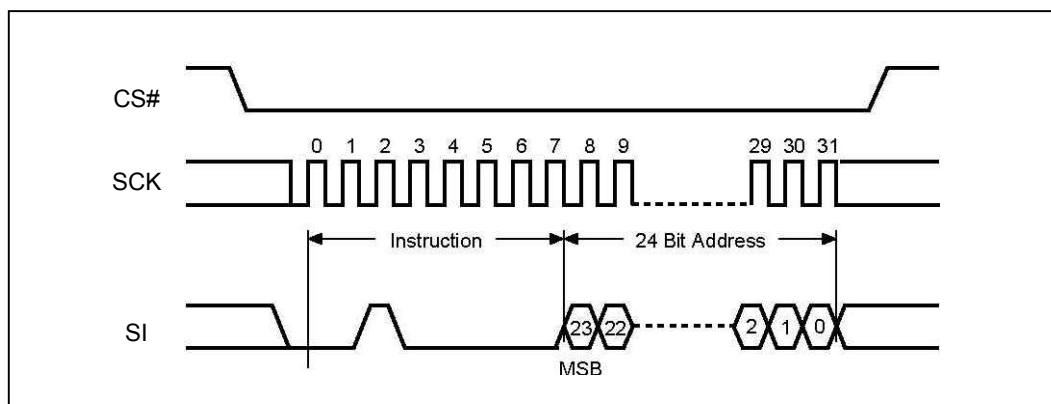 CS#
0 1 2 3 4 5 6 7 8 9 29 30 31
SCK
Instruction 24 Bit Address
SI 23 22 2 1 0
MSB